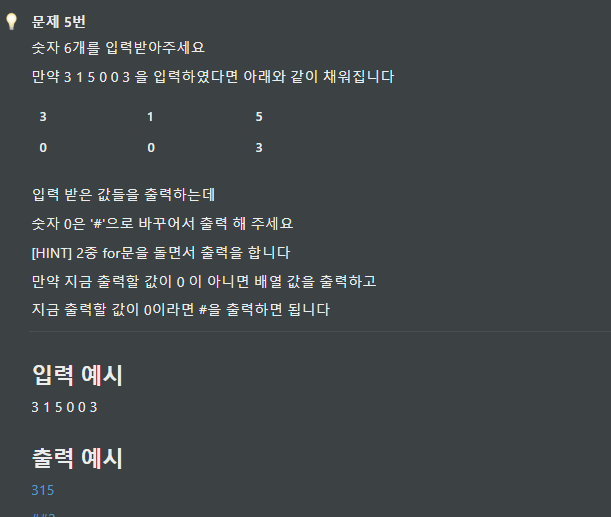 문제 5번
숫자 6개를 입력받아주세요
만약 3 1 5 0 0 3 을 입력하였다면 아래와 같이 채워집니다
3 1 5
0 0 3
입력 받은 값들을 출력하는데
숫자 0은 '#'으로 바꾸어서 출력 해 주세요
[HINT] 2중 for문을 돌면서 출력을 합니다
만약 지금 출력할 값이 0 이 아니면 배열 값을 출력하고
지금 출력할 값이 0이라면 #을 출력하면 됩니다
입력 예시
3 1 5 0 0 3
출력 예시
315